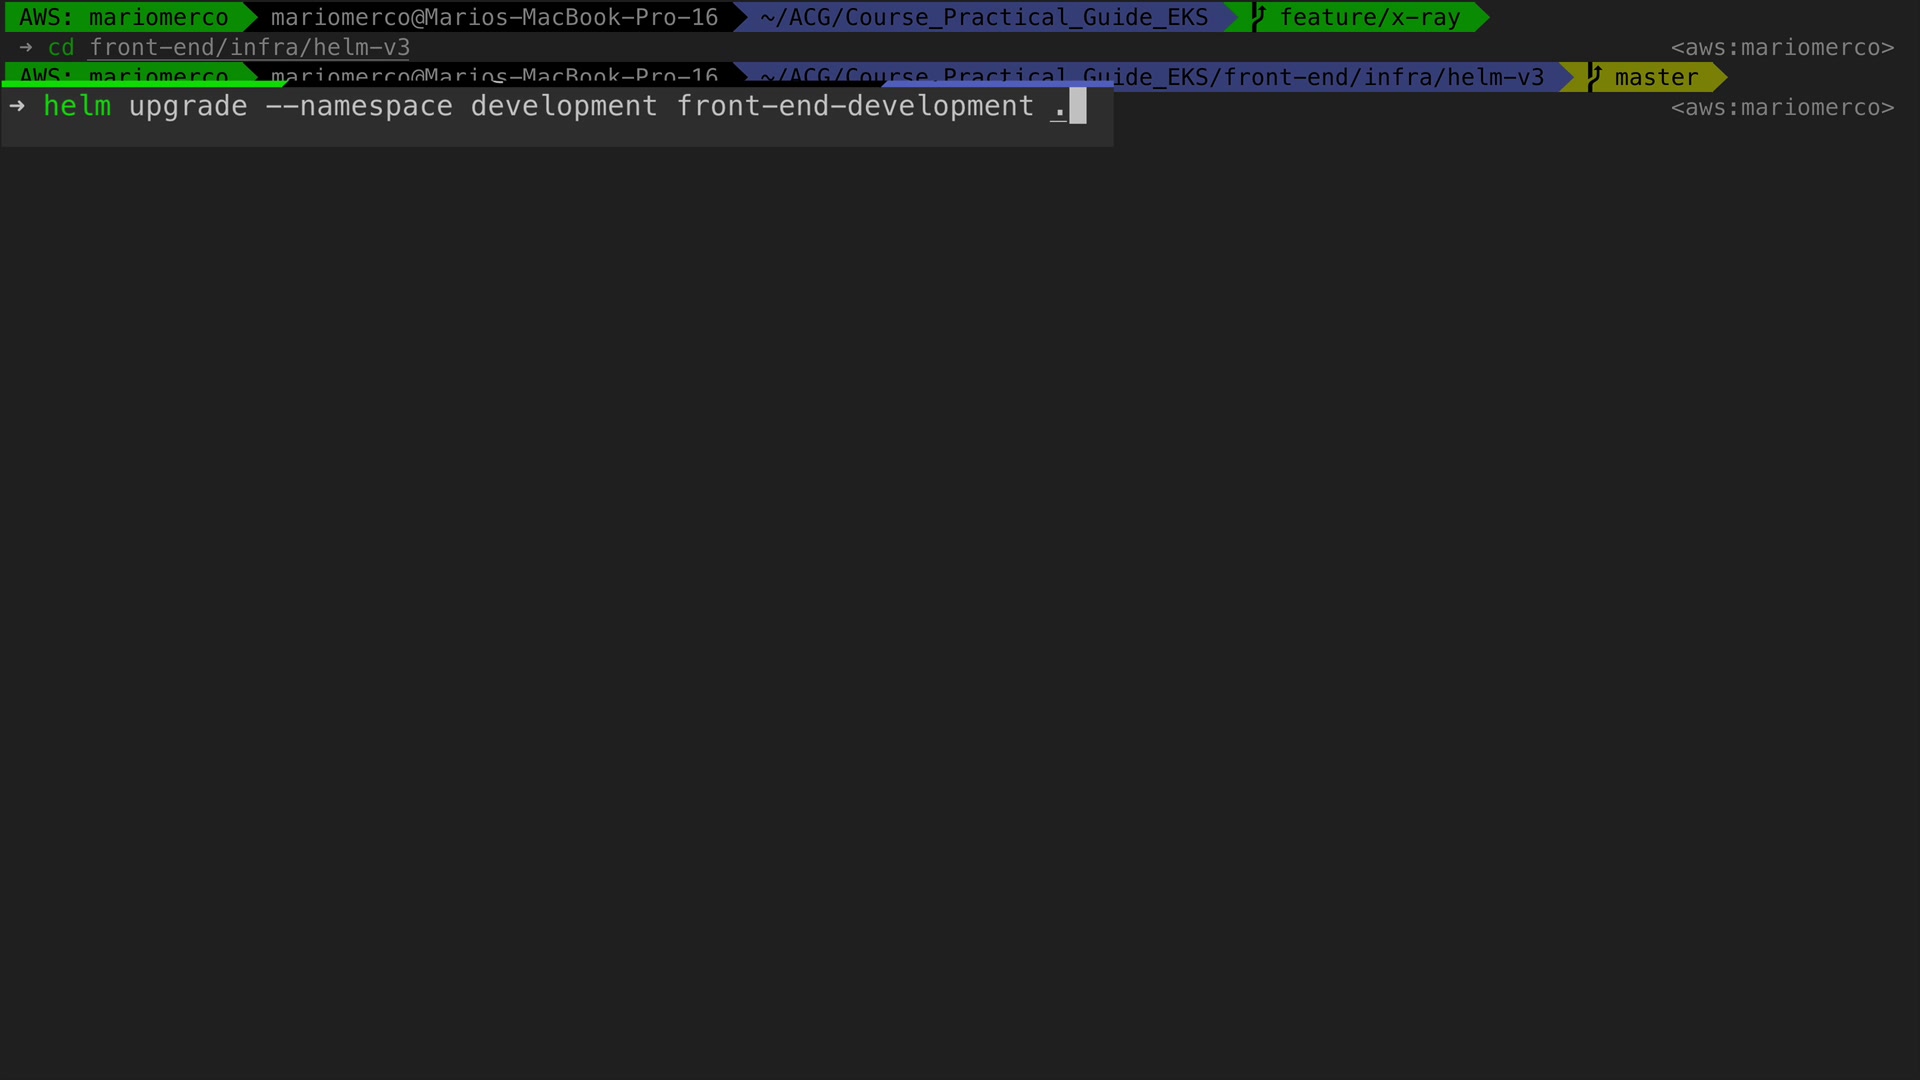 AWS: mariomerco mariomerco@Marios-MacBook-Pro-16 ~/ACG/Course_Practical_Guide_EKS feature/x-ray
→ cd front-end/infra/helm-v3 <aws:mariomerco>
AWS: mariomerco mariomerco@Marios-MacBook-Pro-16 ~/ACG/Course_Practical_Guide_EKS/front-end/infra/helm-v3 master
→ helm upgrade --namespace development front-end-development . <aws:mariomerco>